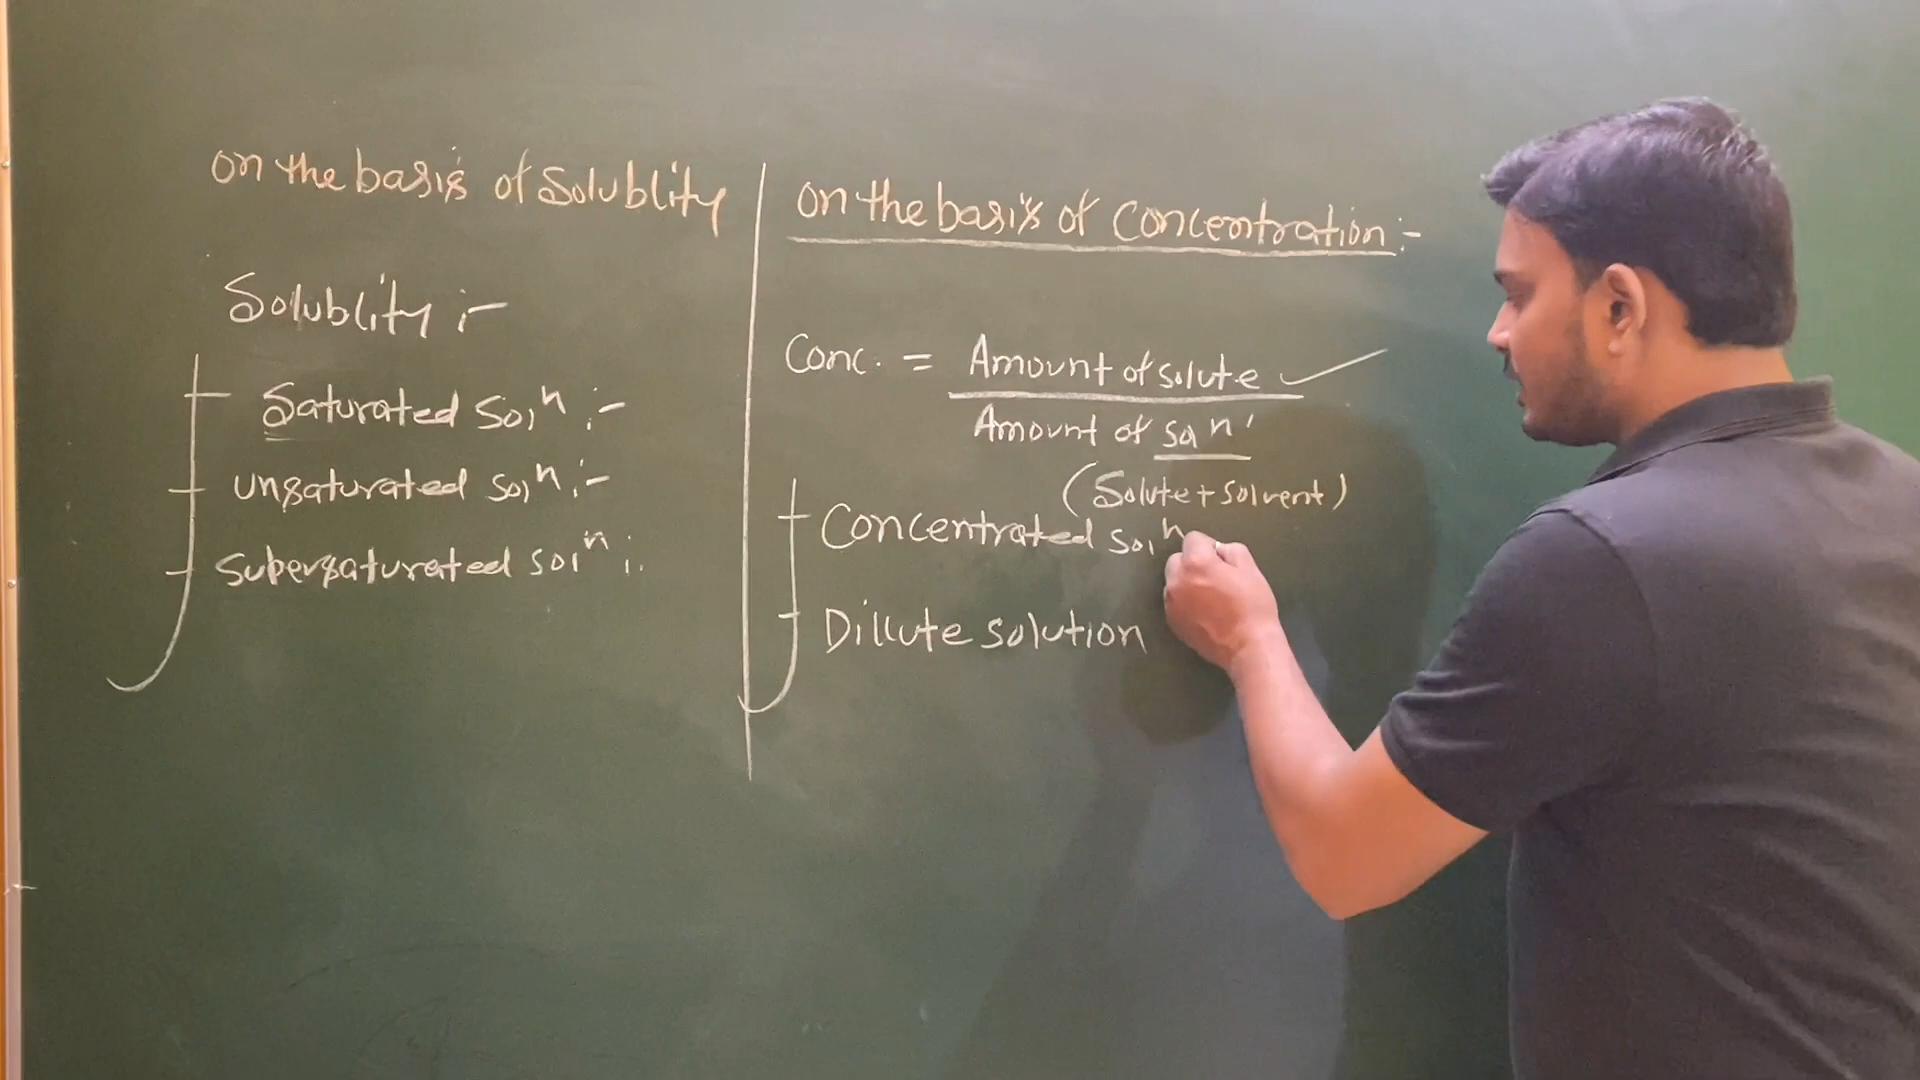 on the basis of Solublity
Solublity :-
Saturated Solⁿ :-
unsaturated solⁿ :-
Supersaturated solⁿ :.
on the basis of Concentration :-
Conc. = Amount of solute
Amount of solⁿ
(Solute + Solvent)
Concentrated solⁿ
Dillute solution